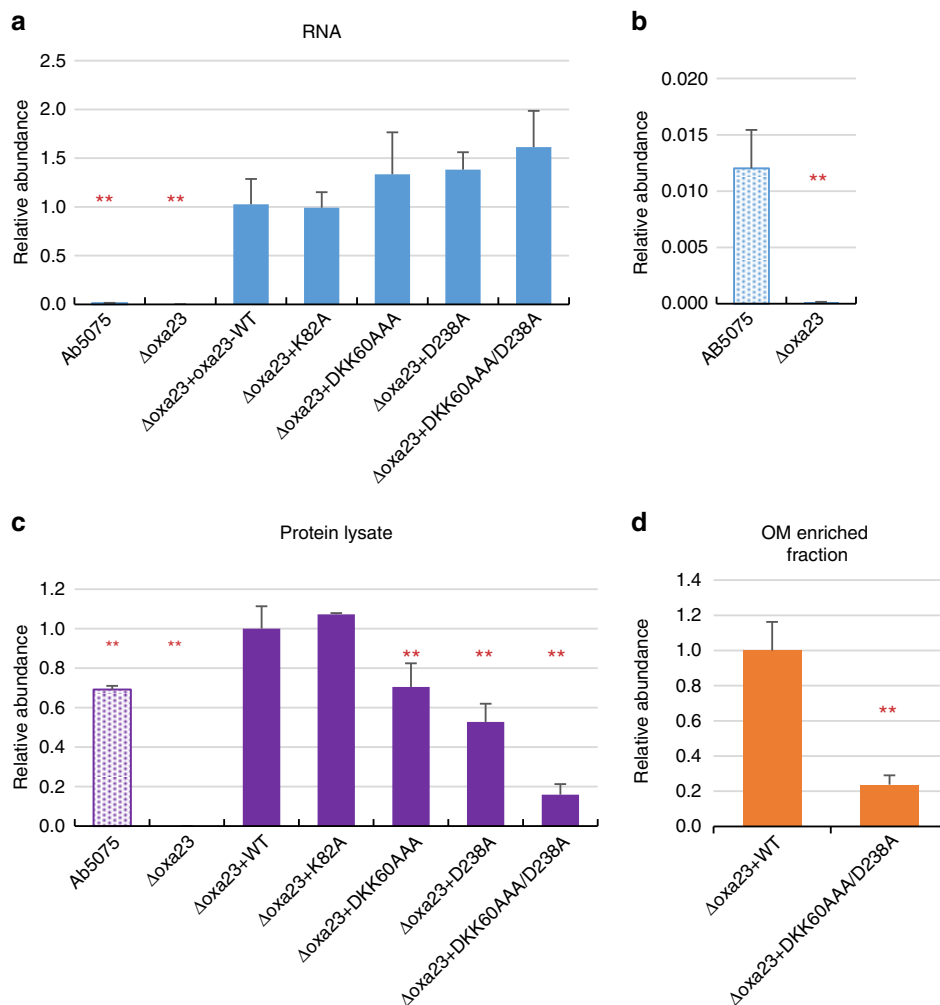 a
RNA
Relative abundance
2.5
2.0
1.5
1.0
0.5
0.0
** **
Ab5075
Δoxa23
Δoxa23+oxa23-WT
Δoxa23+K82A
Δoxa23+DKK60AAA
Δoxa23+D238A
Δoxa23+DKK60AAA/D238A
b
Relative abundance
0.020
0.015
0.010
0.005
0.000
**
AB5075
Δoxa23
c
Protein lysate
Relative abundance
1.2
1.0
0.8
0.6
0.4
0.2
0.0
** ** ** ** **
Ab5075
Δoxa23
Δoxa23+WT
Δoxa23+K82A
Δoxa23+DKK60AAA
Δoxa23+D238A
Δoxa23+DKK60AAA/D238A
d
OM enriched
fraction
Relative abundance
1.4
1.2
1.0
0.8
0.6
0.4
0.2
0.0
**
Δoxa23+WT
Δoxa23+DKK60AAA/D238A